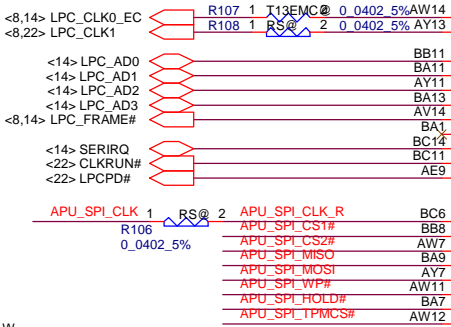 <8,14> LPC_CLK0_EC R107 1 T13EMC@ 2 0_0402_5% AW14
<8,22> LPC_CLK1 R108 1 RS@ 2 0_0402_5% AY13
BB11
<14> LPC_AD0
<14> LPC_AD1 BA11
<14> LPC_AD2 AY11
<14> LPC_AD3 BA13
<8,14> LPC_FRAME# AV14
BA1
<14> SERIRQ BC14
<22> CLKRUN# BC11
<22> LPCPD# AE9
APU_SPI_CLK 1 RS@ 2 APU_SPI_CLK_R BC6
R106 APU_SPI_CS1# BB8
0_0402_5% APU_SPI_CS2# AW7
APU_SPI_MISO BA9
APU_SPI_MOSI AY7
APU_SPI_WP# AW11
APU_SPI_HOLD# BA7
APU_SPI_TPMCS# AW12
W